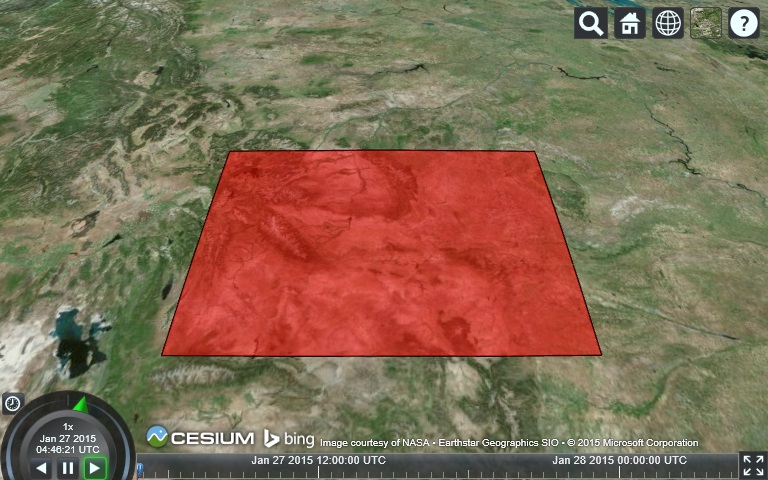 ?
1x
Jan 27 2015
04:46:21 UTC
CESIUM bing Image courtesy of NASA • Earthstar Geographics SIO • © 2015 Microsoft Corporation
Jan 27 2015 12:00:00 UTC Jan 28 2015 00:00:00 UTC